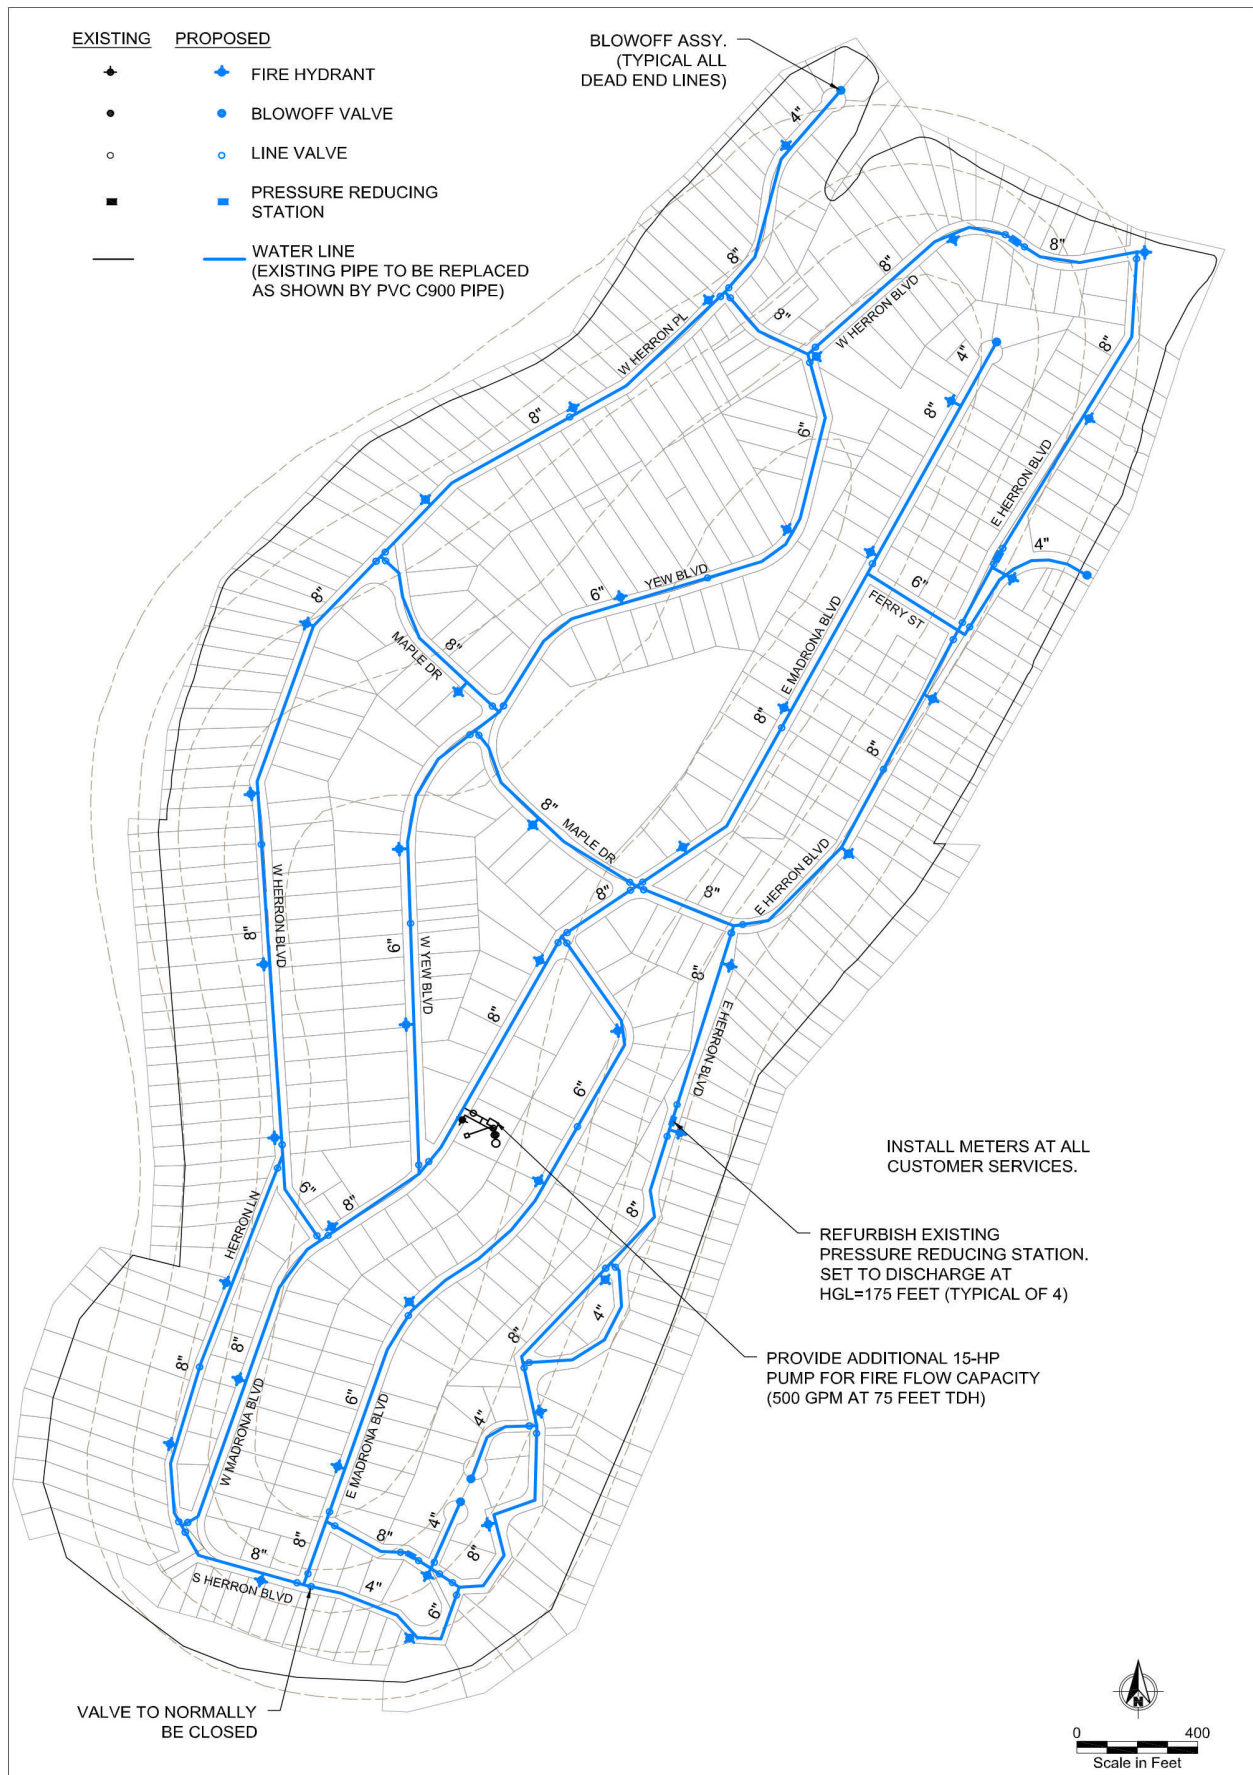 EXISTING PROPOSED
FIRE HYDRANT
BLOWOFF VALVE
LINE VALVE
PRESSURE REDUCING
STATION
WATER LINE
(EXISTING PIPE TO BE REPLACED
AS SHOWN BY PVC C900 PIPE)
BLOWOFF ASSY.
(TYPICAL ALL
DEAD END LINES)
4"
8"
8"
8"
8"
W HERRON BLVD
W HERRON PL
8"
6"
4"
8"
8"
E HERRON BLVD
4"
6"
FERRY ST
YEW BLVD
6"
8"
8"
MAPLE DR
E MADRONA BLVD
8"
8"
8"
MAPLE DR
8"
8"
E HERRON BLVD
W HERRON BLVD
8"
6"
W YEW BLVD
8"
8"
E HERRON BLVD
6"
8"
INSTALL METERS AT ALL
CUSTOMER SERVICES.
REFURBISH EXISTING
PRESSURE REDUCING STATION.
SET TO DISCHARGE AT
HGL=175 FEET (TYPICAL OF 4)
PROVIDE ADDITIONAL 15-HP
PUMP FOR FIRE FLOW CAPACITY
(500 GPM AT 75 FEET TDH)
HERRON LN
6"
8"
8"
8"
W MADRONA BLVD
6"
E MADRONA BLVD
8"
4"
4"
4"
8"
8"
8"
8"
S HERRON BLVD
4"
6"
VALVE TO NORMALLY
BE CLOSED
N
0 400
Scale in Feet